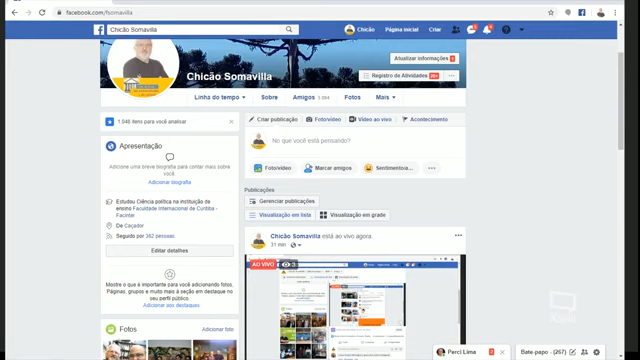 facebook.com/fsomavilla
Chicão Somavilla
Chicão
Página inicial
Criar
Chicão Somavilla
Atualizar informações
Registro de Atividades 20+
Linha do tempo
Sobre
Amigos
Fotos
Mais
1.048 itens para você analisar
Criar publicação
Foto/vídeo
Vídeo ao vivo
Acontecimento
No que você está pensando?
Foto/vídeo
Marcar amigos
Sentimento/a...
Apresentação
Adicione uma breve biografia para contar mais sobre
você.
Adicionar biografia
Estudou Ciência política na instituição de
ensino Faculdade Internacional de Curitiba -
Facinter
De Caçador
Seguido por 362 pessoas
Editar detalhes
Mostre o que é importante para você adicionando fotos,
Páginas, grupos e muito mais à seção em destaque no
seu perfil público.
Adicionar aos destaques
Fotos
Adicionar foto
Publicações
Gerenciar publicações
Visualização em lista
Visualização em grade
Chicão Somavilla está ao vivo agora
31 min
AO VIVO
Perci Lima
Bate-papo (267)